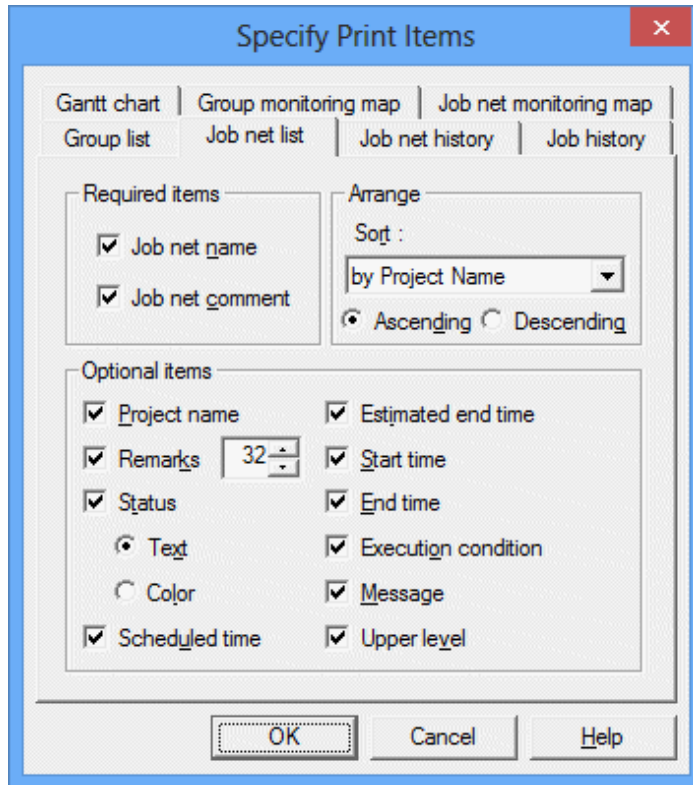 Specify Print Items
Gantt chart Group monitoring map Job net monitoring map
Group list Job net list Job net history Job history
Required items Arrange
Job net name Sort :
Job net comment by Project Name
Ascending Descending
Optional items
Project name Estimated end time
Remarks 32 Start time
Status End time
Text Execution condition
Color Message
Scheduled time Upper level
OK Cancel Help